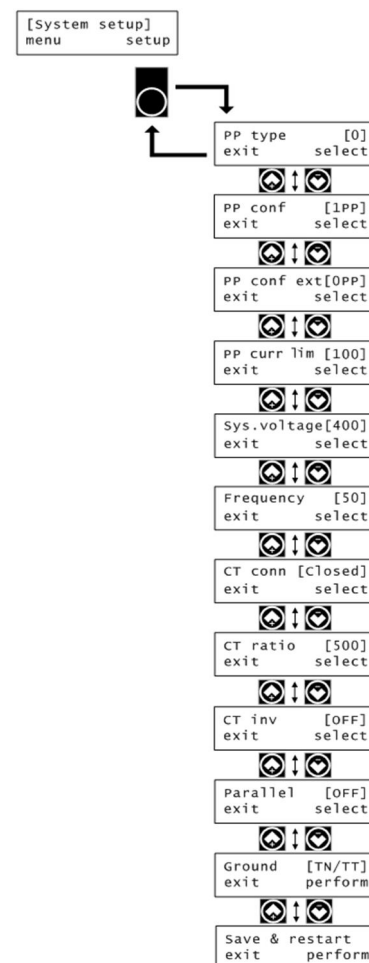 [System setup]
menu setup
PP type [0]
exit select
PP conf [1PP]
exit select
PP conf ext[0PP]
exit select
PP curr lim [100]
exit select
Sys.voltage[400]
exit select
Frequency [50]
exit select
CT conn [Closed]
exit select
CT ratio [500]
exit select
CT inv [OFF]
exit select
Parallel [OFF]
exit select
Ground [TN/TT]
exit perform
Save & restart
exit perform